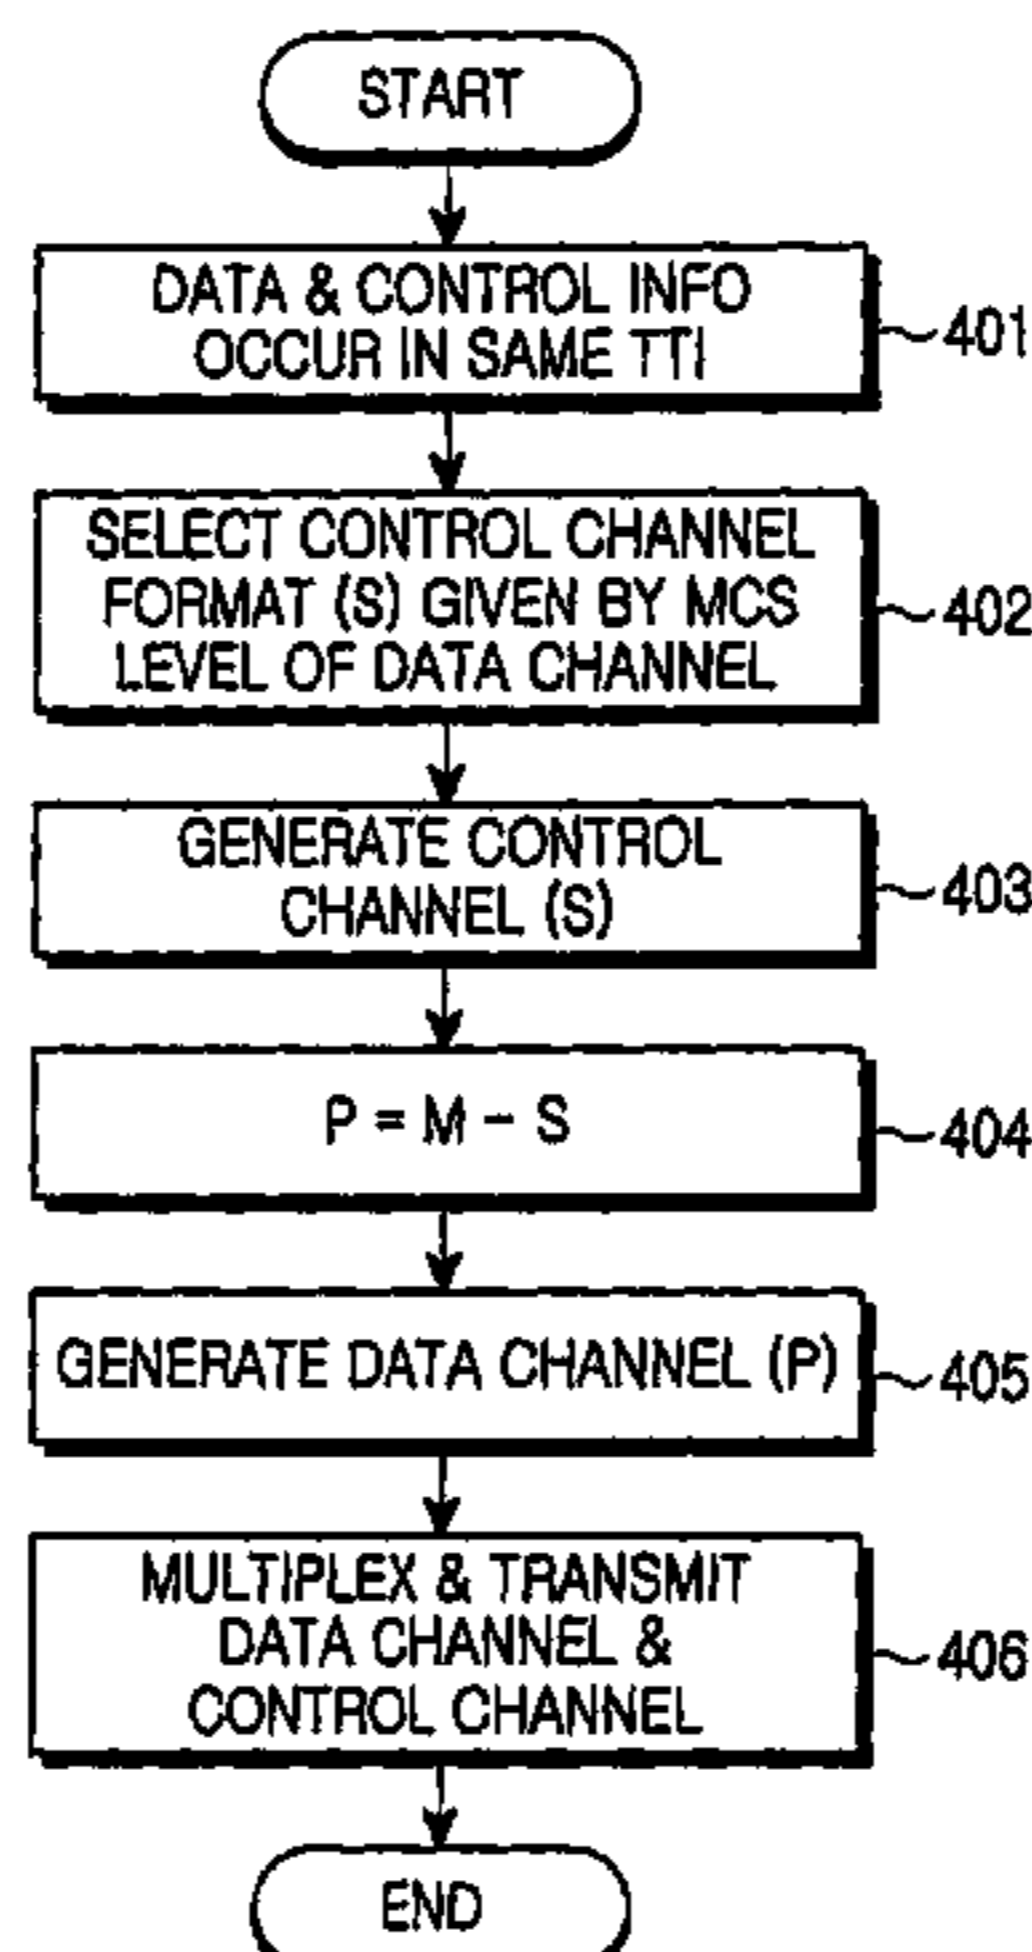 START
DATA & CONTROL INFO
OCCUR IN SAME TTI
401
SELECT CONTROL CHANNEL
FORMAT (S) GIVEN BY MCS
LEVEL OF DATA CHANNEL
402
GENERATE CONTROL
CHANNEL (S)
403
P = M - S
404
GENERATE DATA CHANNEL (P)
405
MULTIPLEX & TRANSMIT
DATA CHANNEL &
CONTROL CHANNEL
406
END